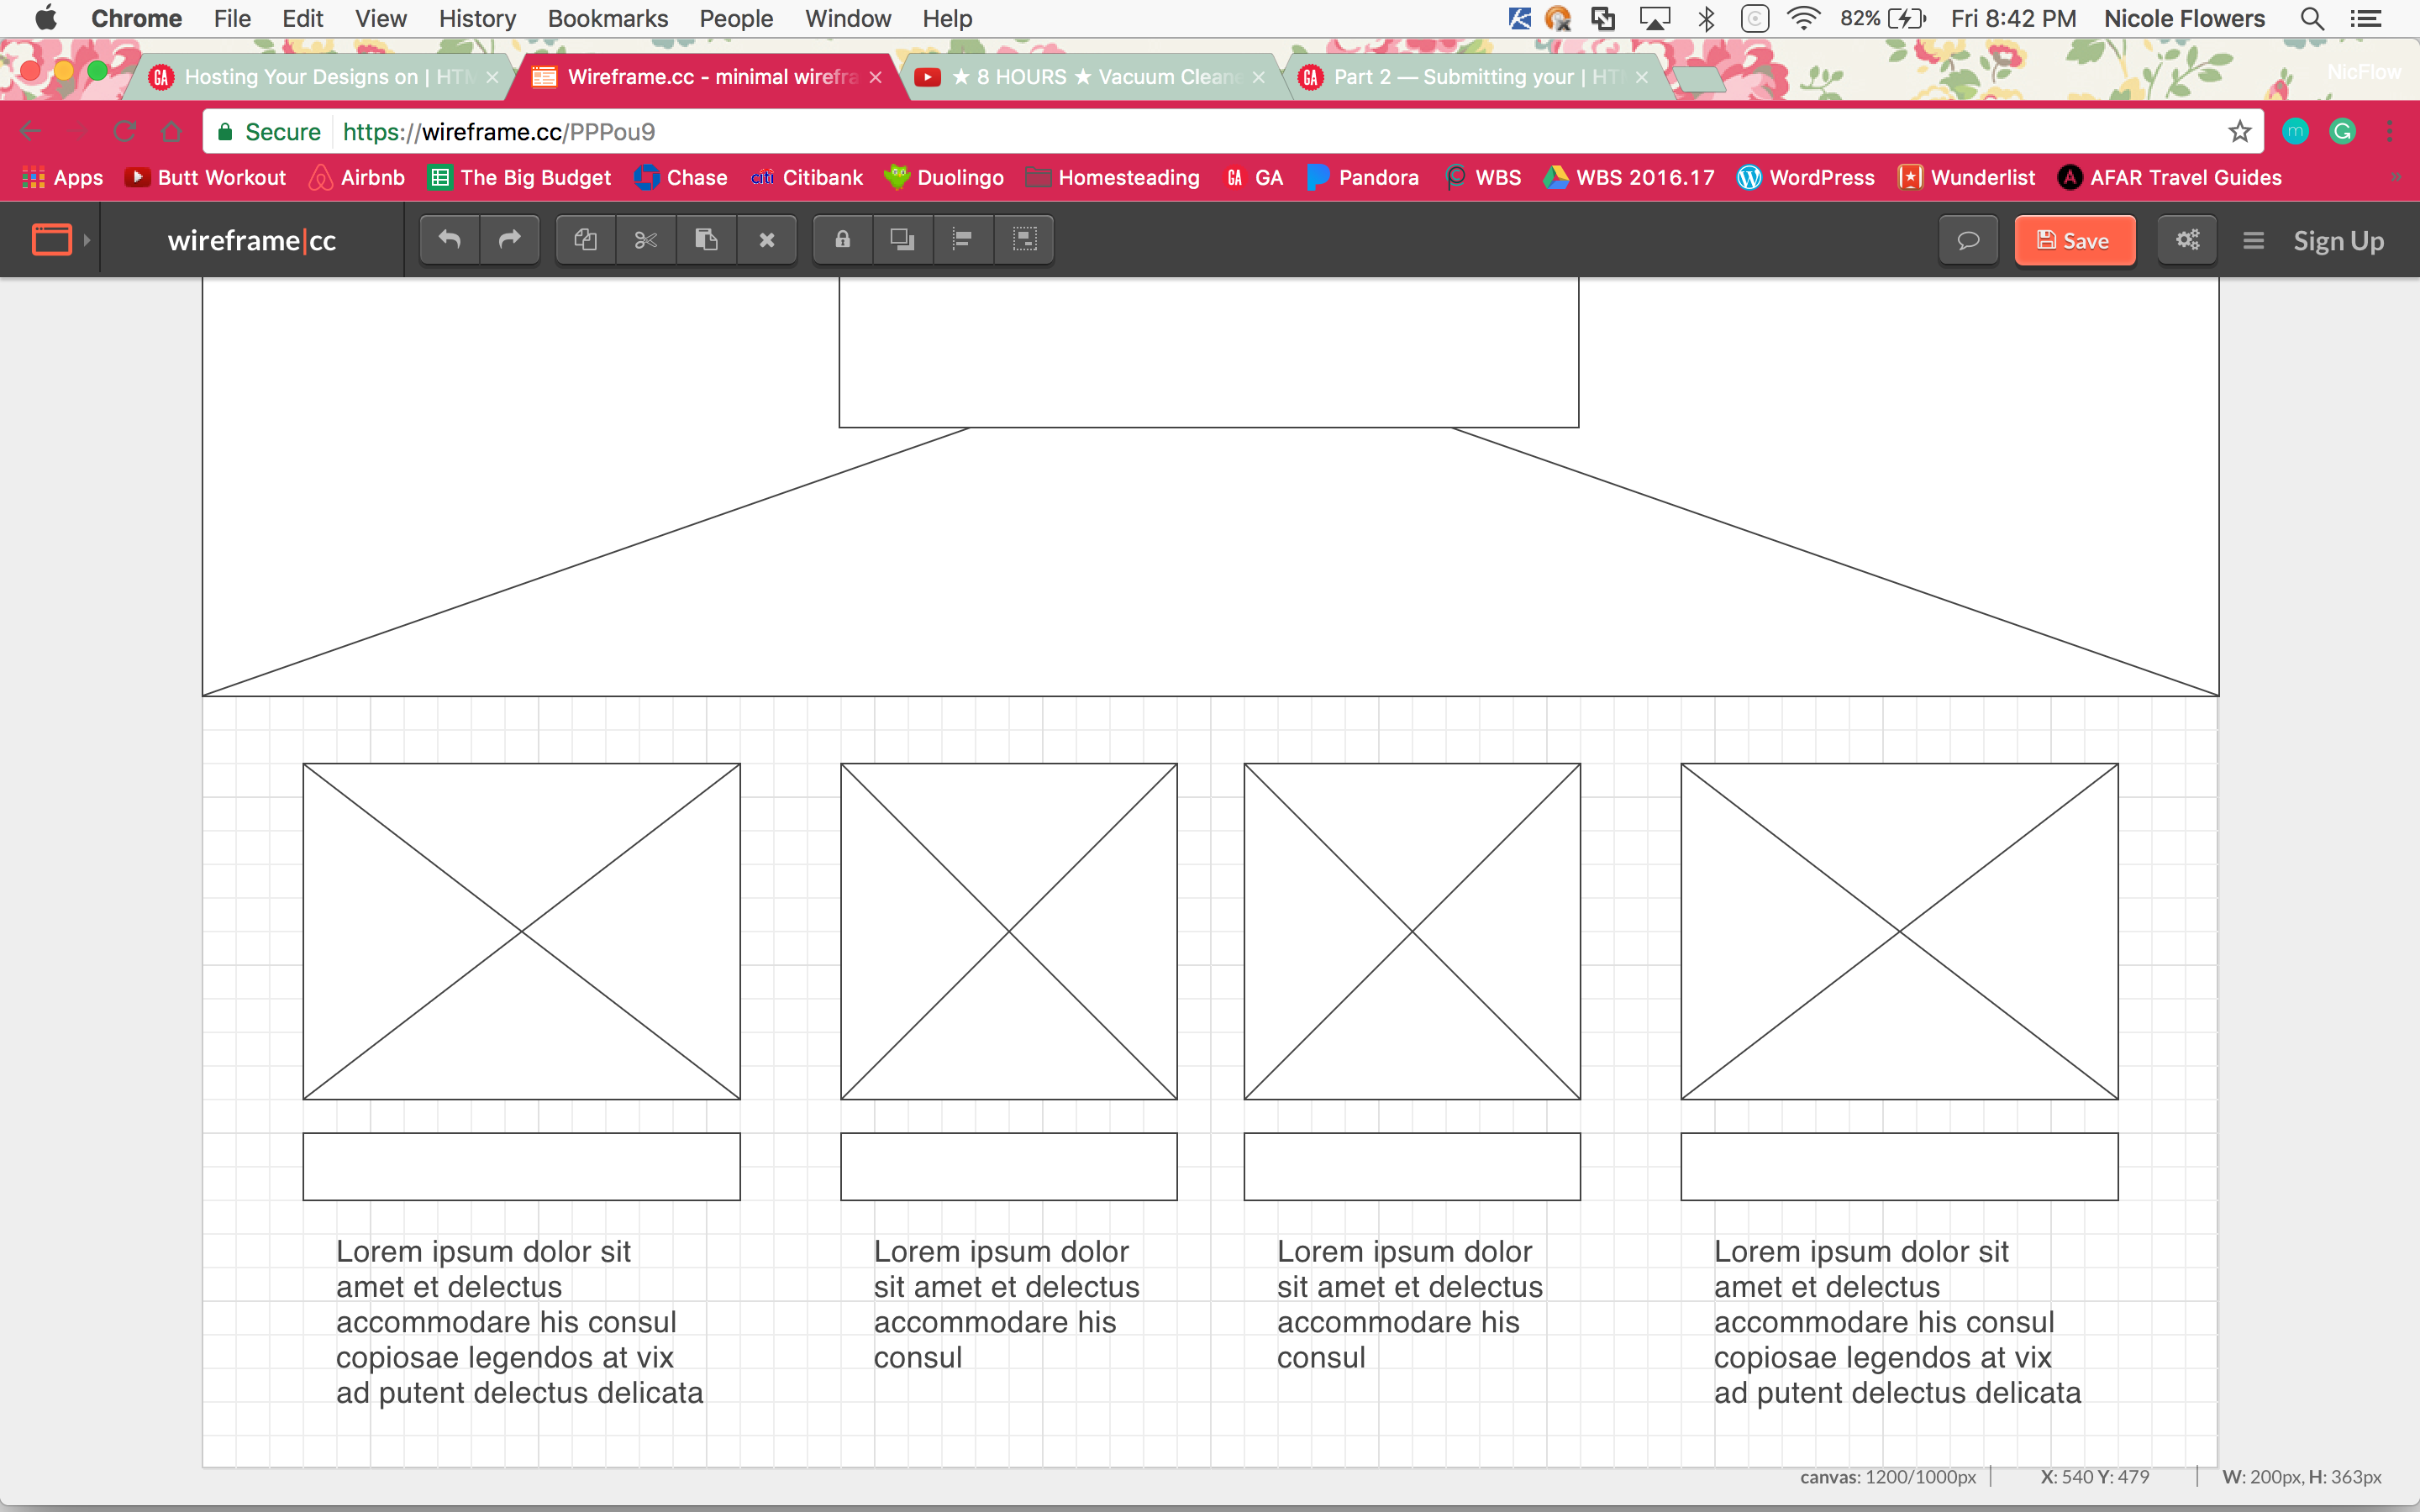 Chrome File Edit View History Bookmarks People Window Help 82% Fri 8:42 PM Nicole Flowers
GA Hosting Your Designs on | HTM
Wireframe.cc - minimal wirefra
★ 8 HOURS ★ Vacuum Cleane
GA Part 2 — Submitting your | HT
NicFlow
Secure https://wireframe.cc/PPPou9 m G
Apps Butt Workout Airbnb The Big Budget Chase citi Citibank Duolingo Homesteading GA GA Pandora WBS WBS 2016.17 WordPress Wunderlist AFAR Travel Guides »
wireframe|cc Save Sign Up
Lorem ipsum dolor sit
amet et delectus
accommodare his consul
copiosae legendos at vix
ad putent delectus delicata
Lorem ipsum dolor
sit amet et delectus
accommodare his
consul
Lorem ipsum dolor
sit amet et delectus
accommodare his
consul
Lorem ipsum dolor sit
amet et delectus
accommodare his consul
copiosae legendos at vix
ad putent delectus delicata
canvas: 1200/1000px | X: 540 Y: 479 | W: 200px, H: 363px